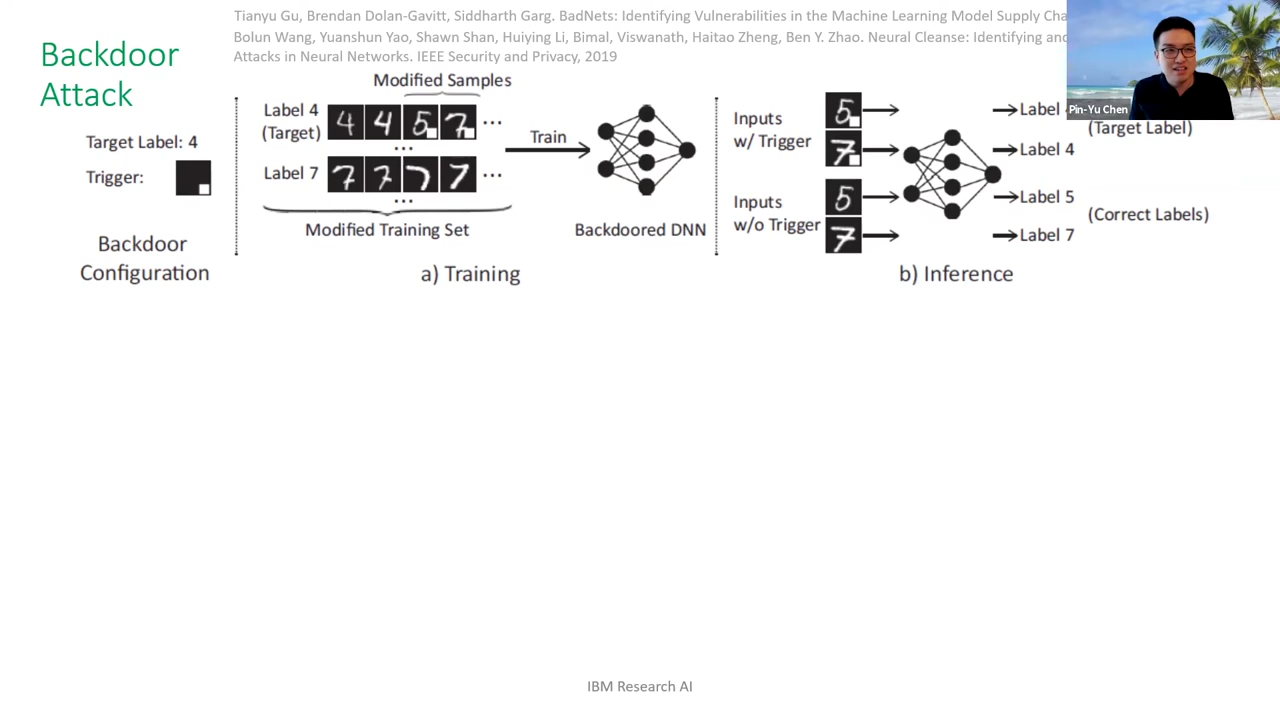 Tianyu Gu, Brendan Dolan-Gavitt, Siddharth Garg. BadNets: Identifying Vulnerabilities in the Machine Learning Model Supply
Bolun Wang, Yuanshun Yao, Shawn Shan, Huiying Li, Bimal, Viswanath, Haitao Zheng, Ben Y. Zhao. Neural Cleanse: Identifying and
Attacks in Neural Networks. IEEE Security and Privacy, 2019
Backdoor
Attack
Target Label: 4
Trigger:
Backdoor
Configuration
Modified Samples
Label 4
(Target)
4 4 5 7 ...
...
Label 7
7 7 7 7 ...
...
Modified Training Set
Train
Backdoored DNN
a) Training
Inputs
w/ Trigger
5
7
Inputs
w/o Trigger
5
7
Label
(Target Label)
Label 4
Label 5
(Correct Labels)
Label 7
b) Inference
Pin-Yu Chen
IBM Research AI